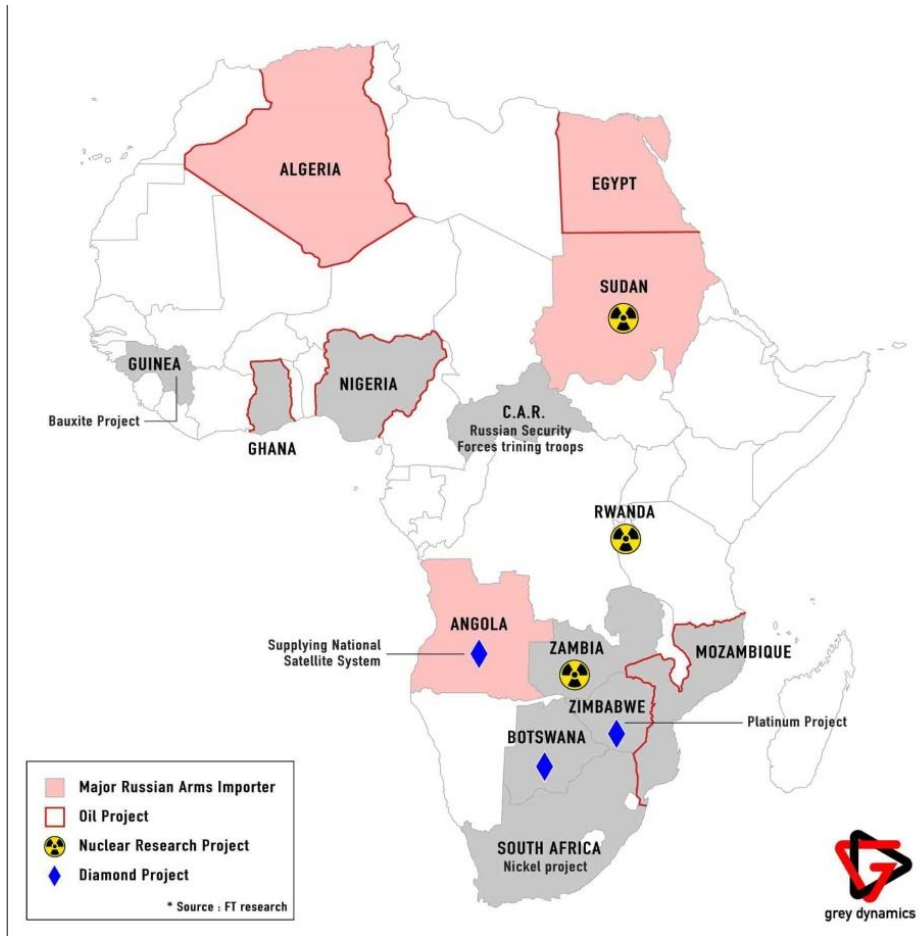 ALGERIA
EGYPT
SUDAN
GUINEA
Bauxite Project
NIGERIA
GHANA
C.A.R.
Russian Security
Forces trining troops
RWANDA
ANGOLA
Supplying National
Satellite System
ZAMBIA
MOZAMBIQUE
ZIMBABWE
Platinum Project
BOTSWANA
SOUTH AFRICA
Nickel project
Major Russian Arms Importer
Oil Project
Nuclear Research Project
Diamond Project
* Source : FT research
grey dynamics